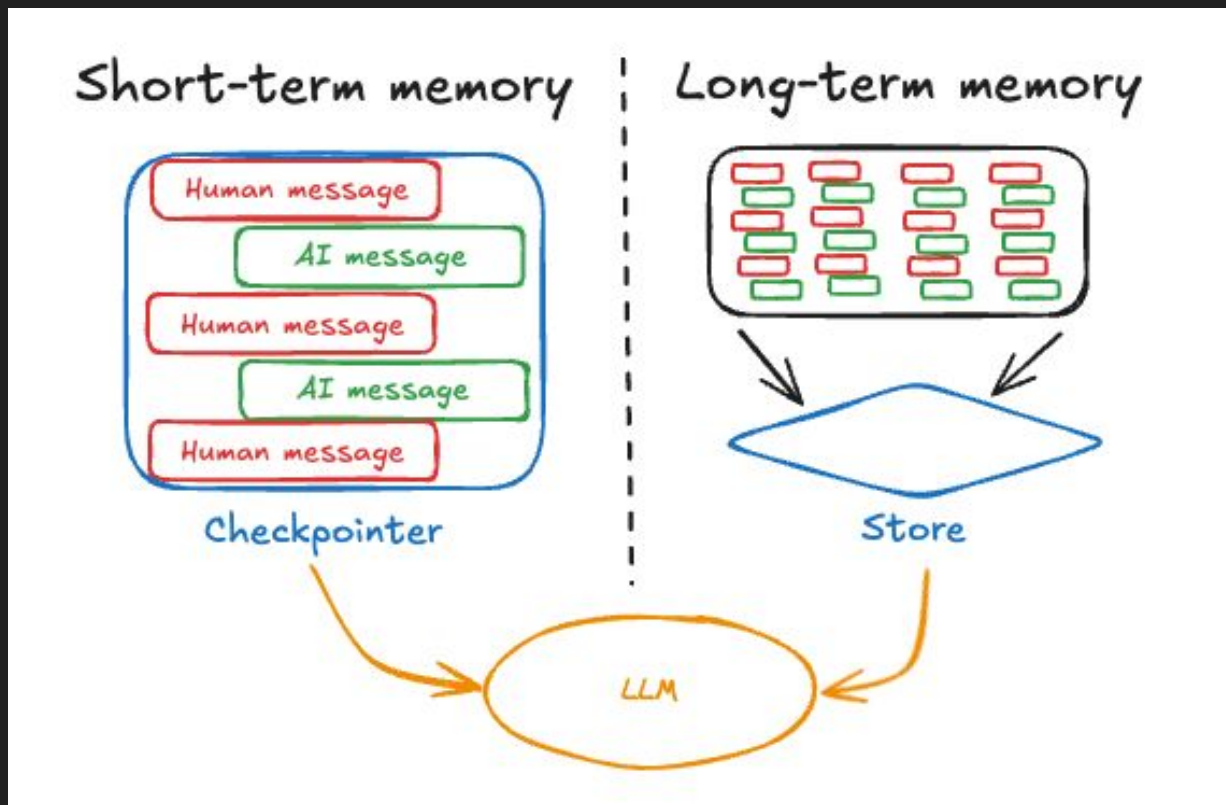 Short-term memory
Human message
AI message
Human message
AI message
Human message
Checkpointer
Long-term memory
Store
LLM